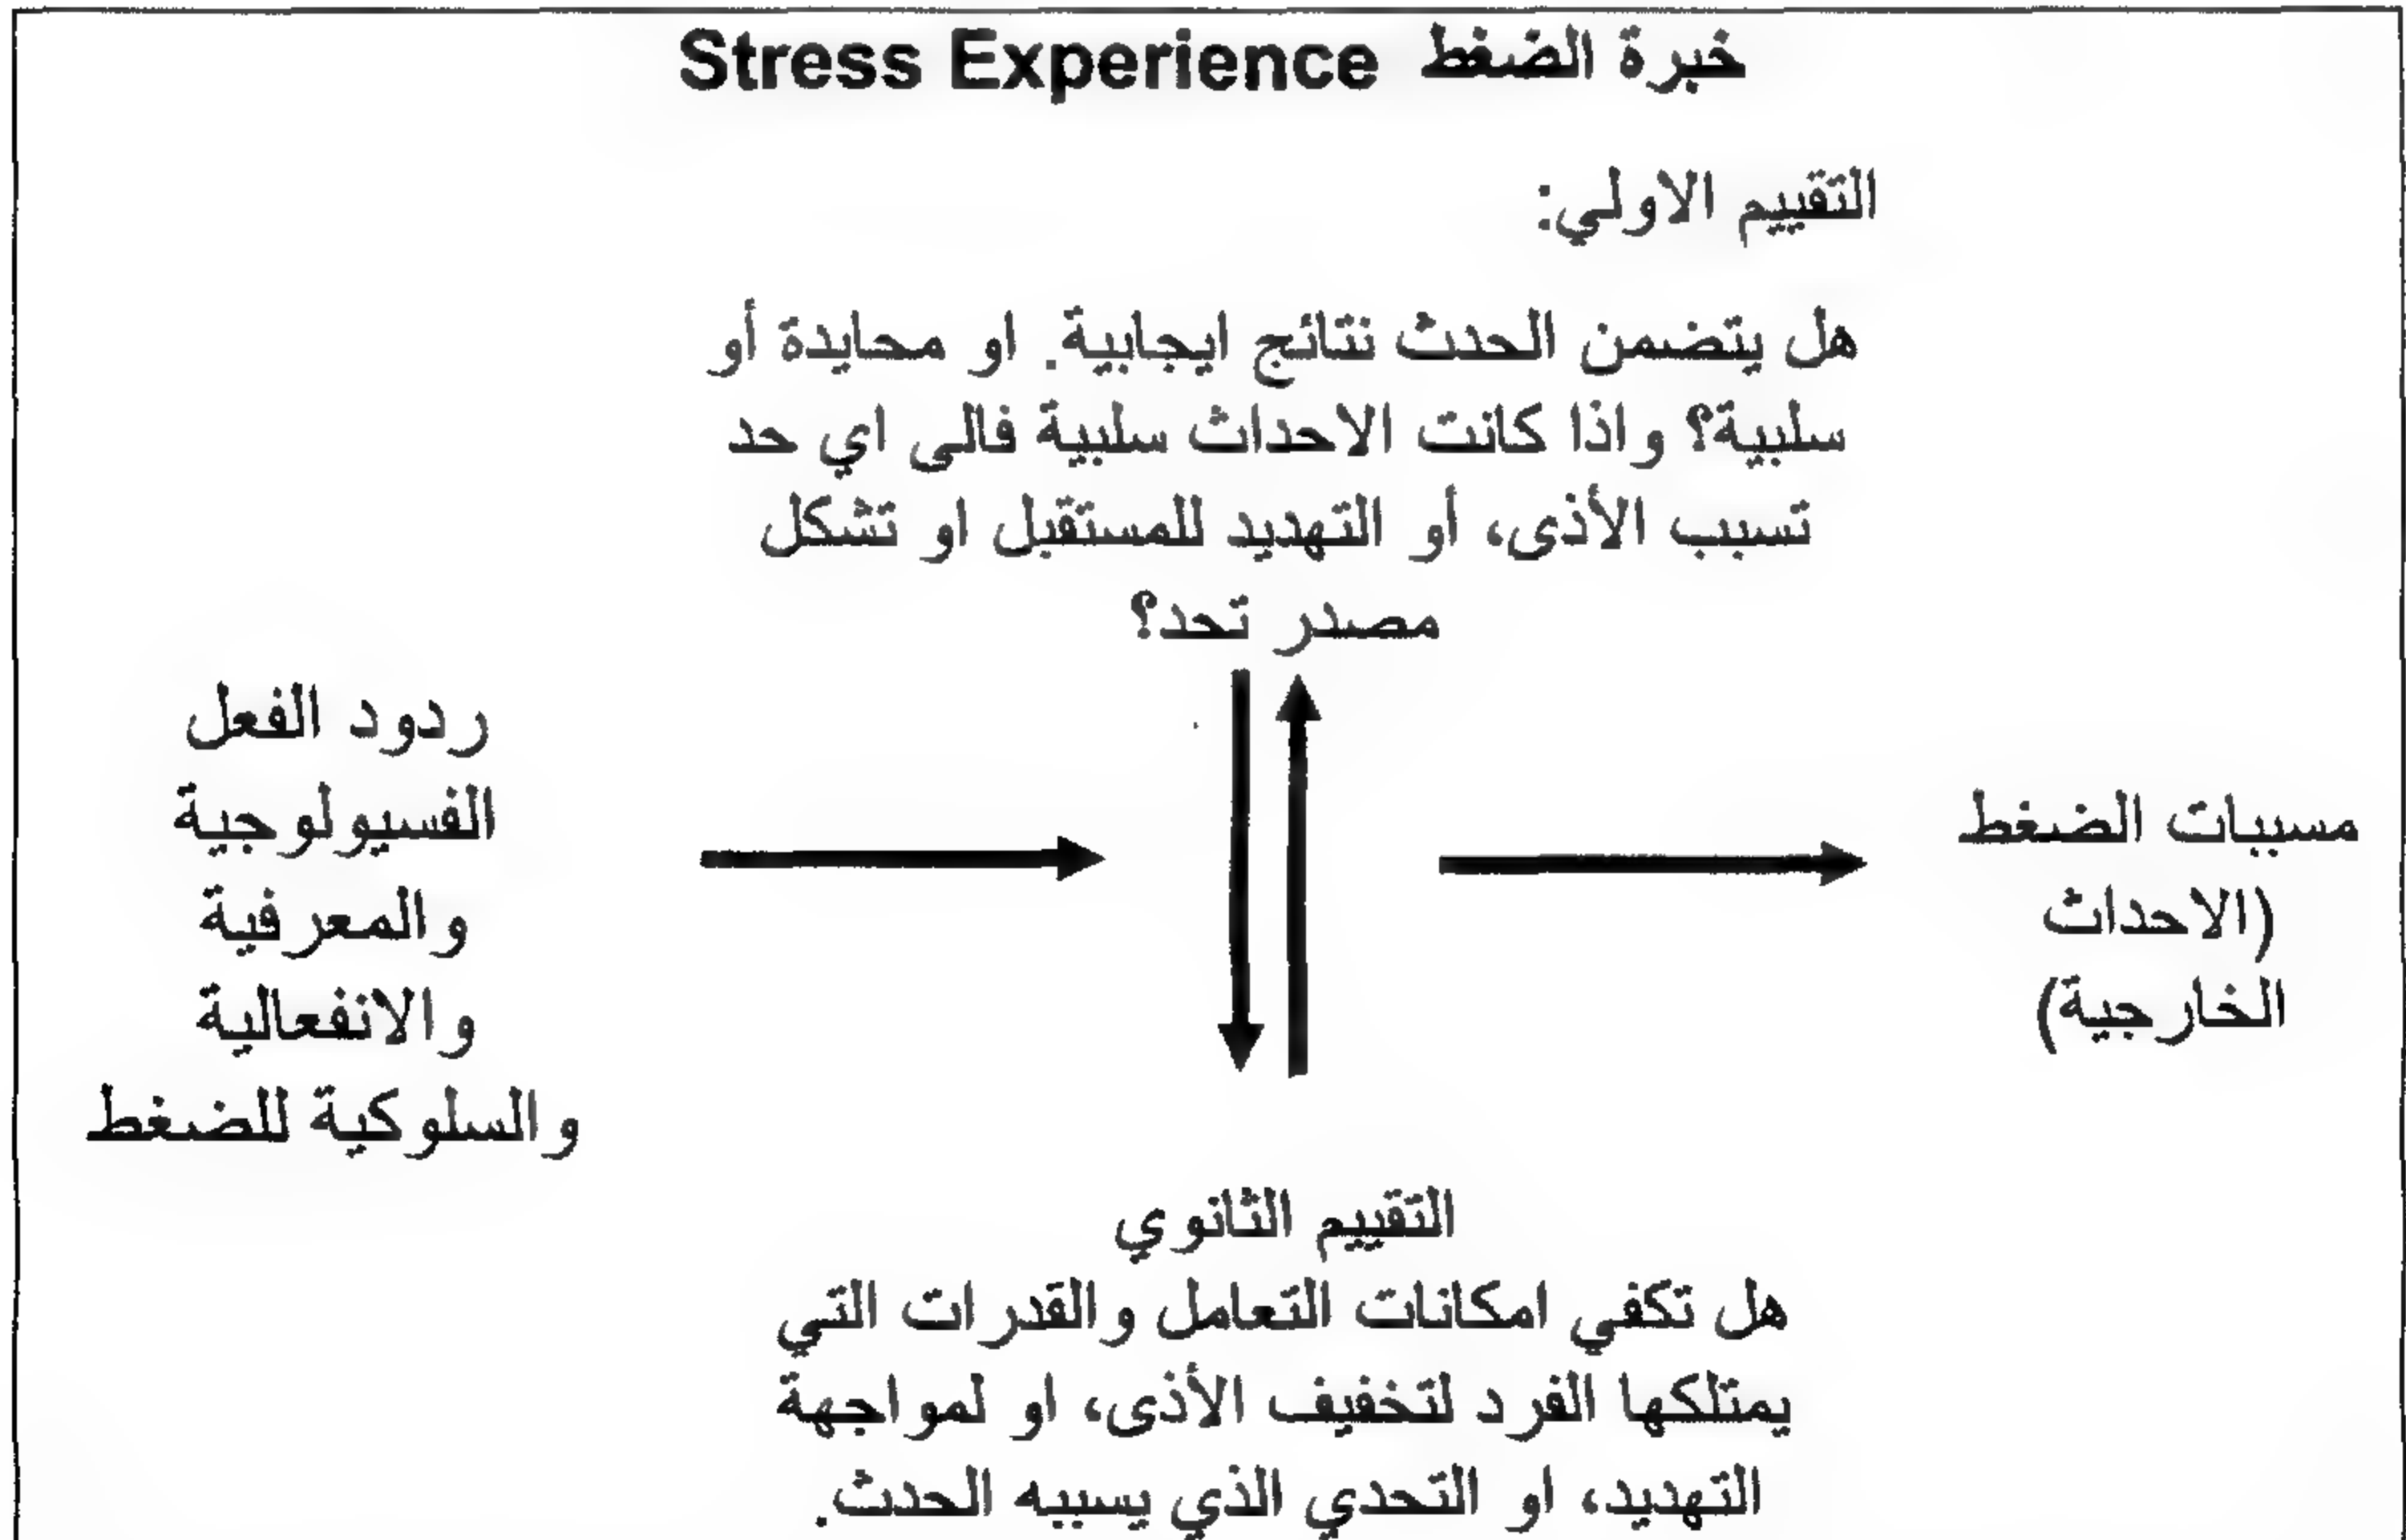 خبرة الضغط Stress Experience
التقييم الاولي:
هل يتضمن الحدث نتائج ايجابية. او محايدة أو
سلبية؟ واذا كانت الاحداث سلبية فالى اي حد
تسبب الأذى، أو التهديد للمستقبل او تشكل
مصدر تحد؟
مسببات الضغط
(الاحداث
الخارجية)
ردود الفعل
الفسيولوجية
والمعرفية
والانفعالية
والسلوكية للضغط
التقييم الثانوي
هل تكفي امكانات التعامل والقدرات التي
يمتلكها الفرد لتخفيف الأذى، او لمواجهة
التهديد، او التحدي الذي يسببه الحدث.